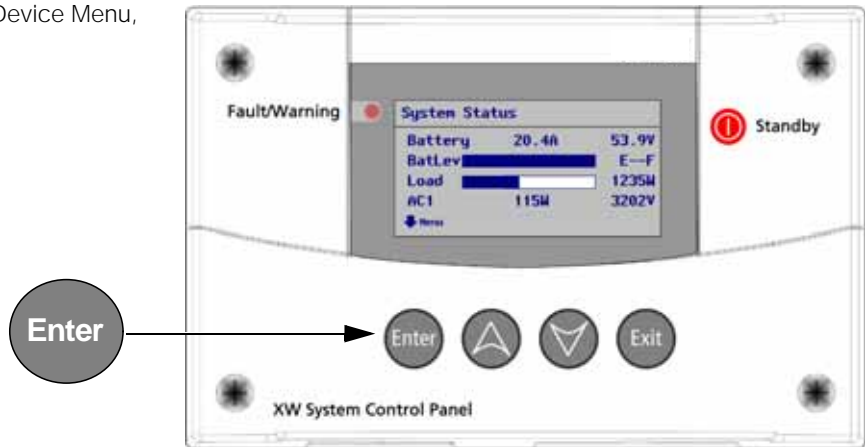 Device Menu,
Fault/Warning
System Status
Battery 20.4A 53.9V
BatLev E--F
Load 1235W
AC1 115W 3202V
Menus
Standby
Enter
Enter Exit
XW System Control Panel